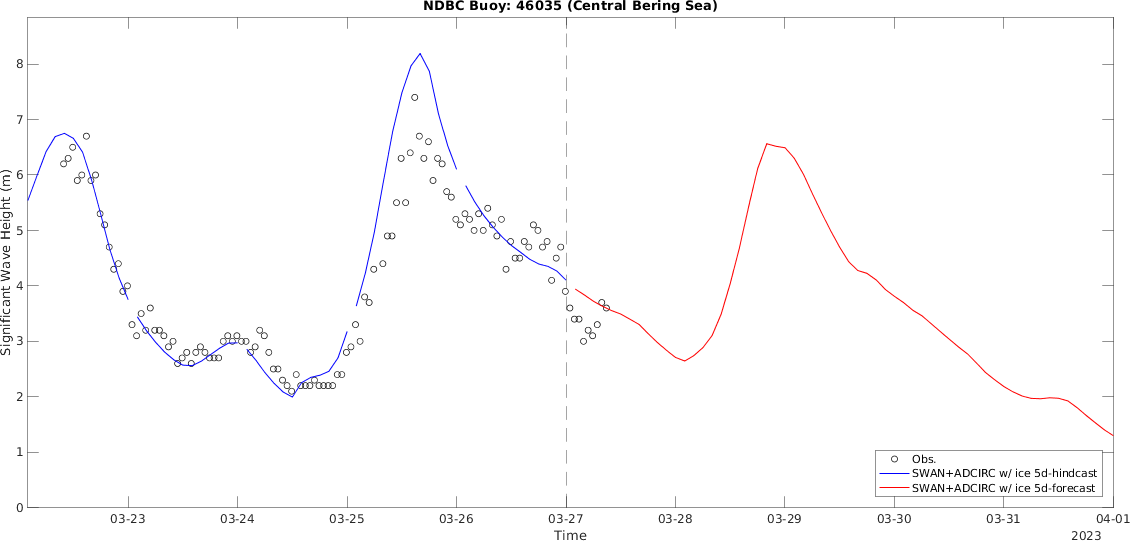 NDBC Buoy: 46035 (Central Bering Sea)
Significant Wave Height (m)
8
7
6
5
4
3
2
1
0
Obs.
SWAN+ADCIRC w/ ice 5d-hindcast
SWAN+ADCIRC w/ ice 5d-forecast
03-23 03-24 03-25 03-26 03-27 03-28 03-29 03-30 03-31 04-01
Time
2023